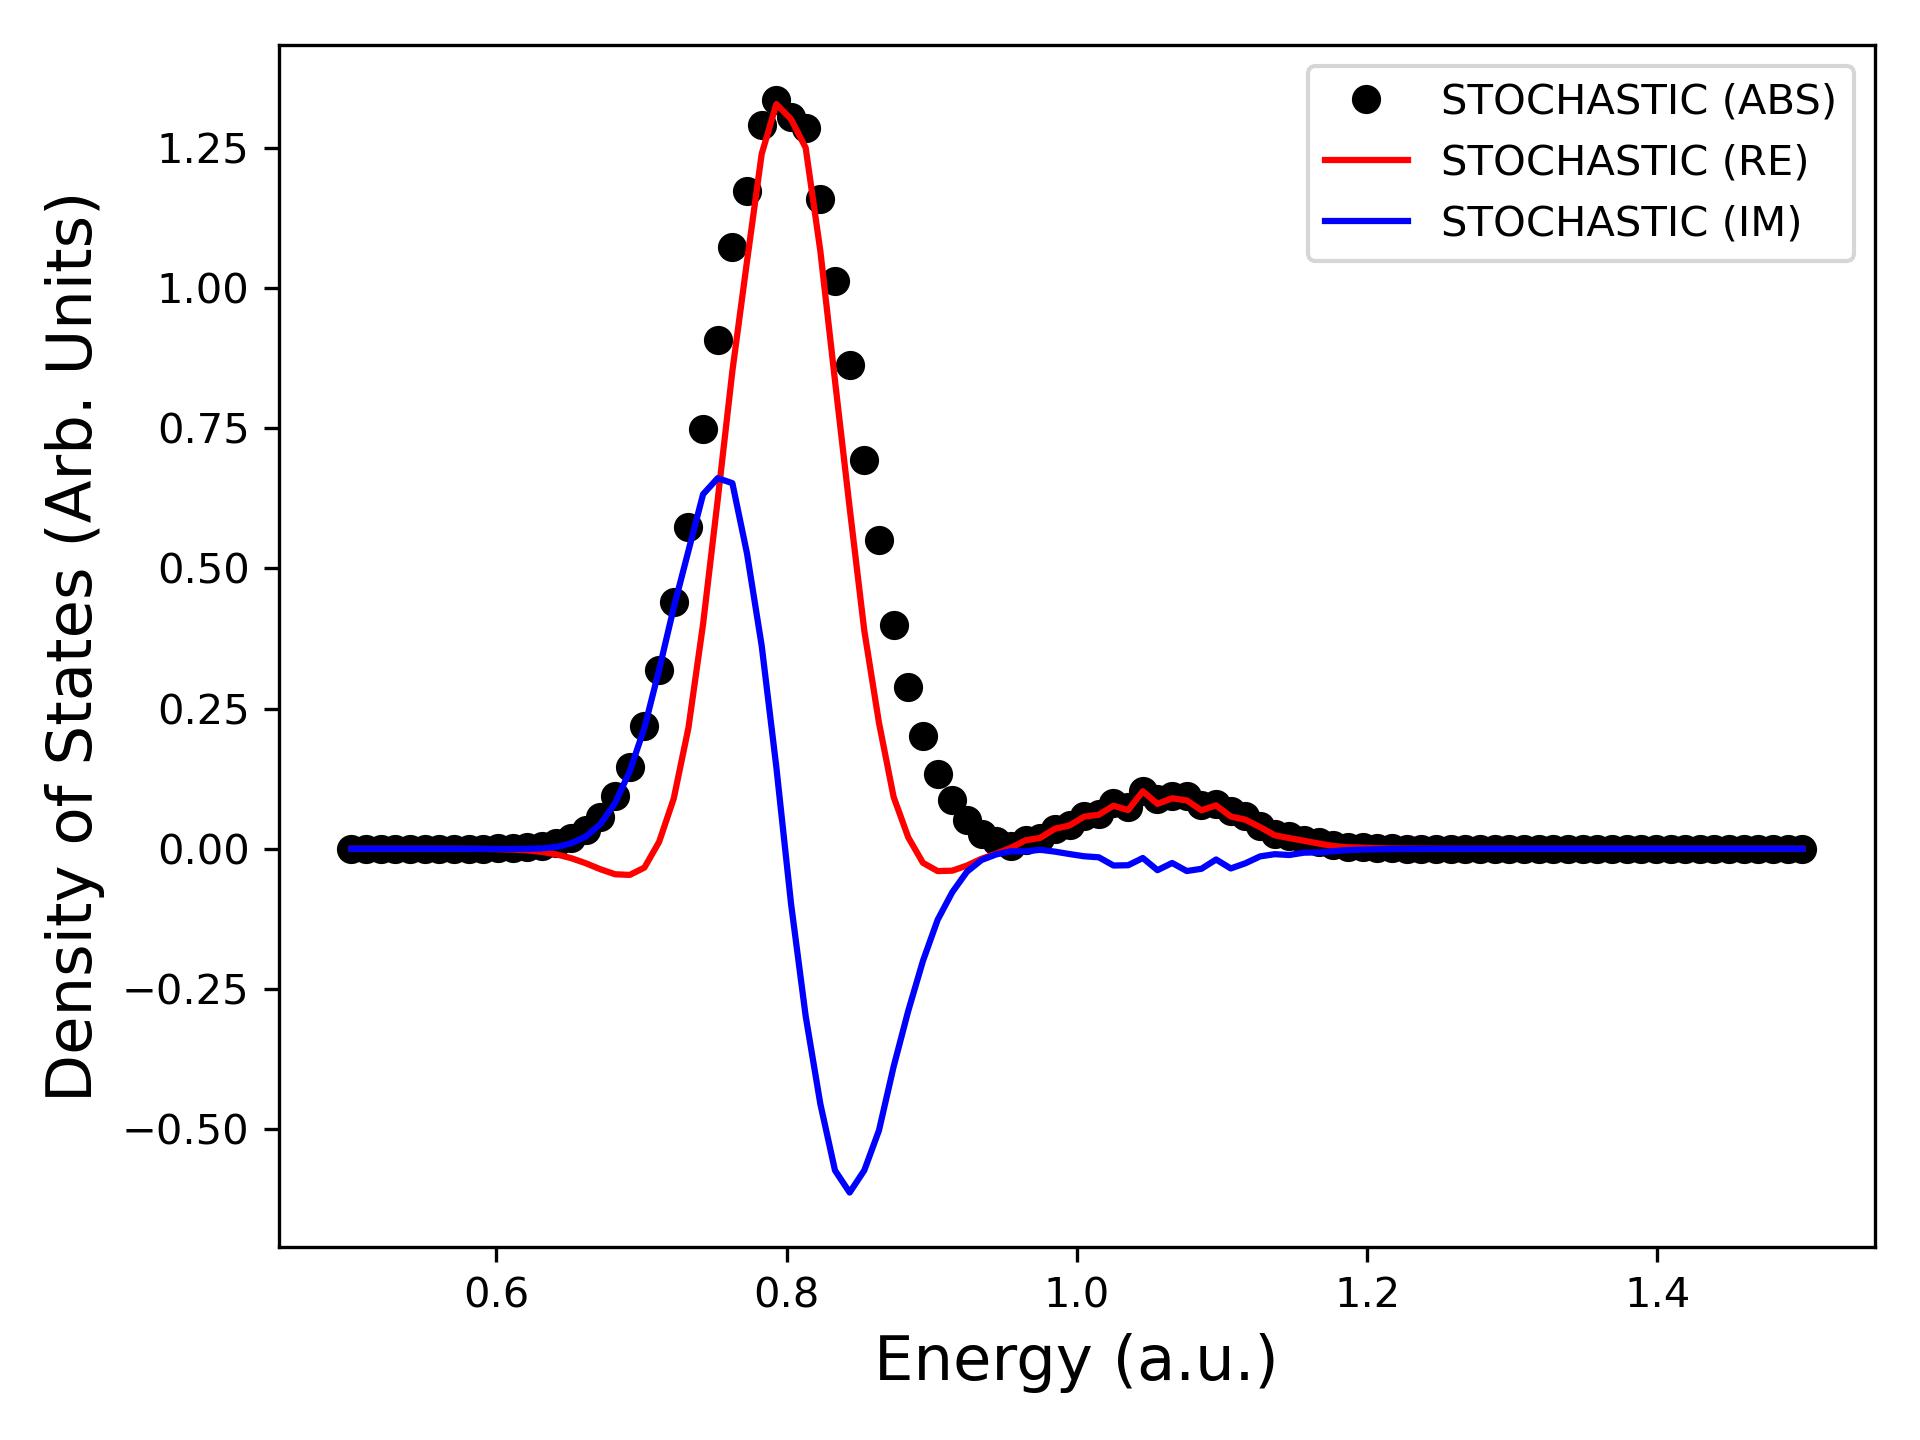 STOCHASTIC (ABS)
STOCHASTIC (RE)
STOCHASTIC (IM)
Density of States (Arb. Units)
1.25
1.00
0.75
0.50
0.25
0.00
−0.25
−0.50
0.6 0.8 1.0 1.2 1.4
Energy (a.u.)